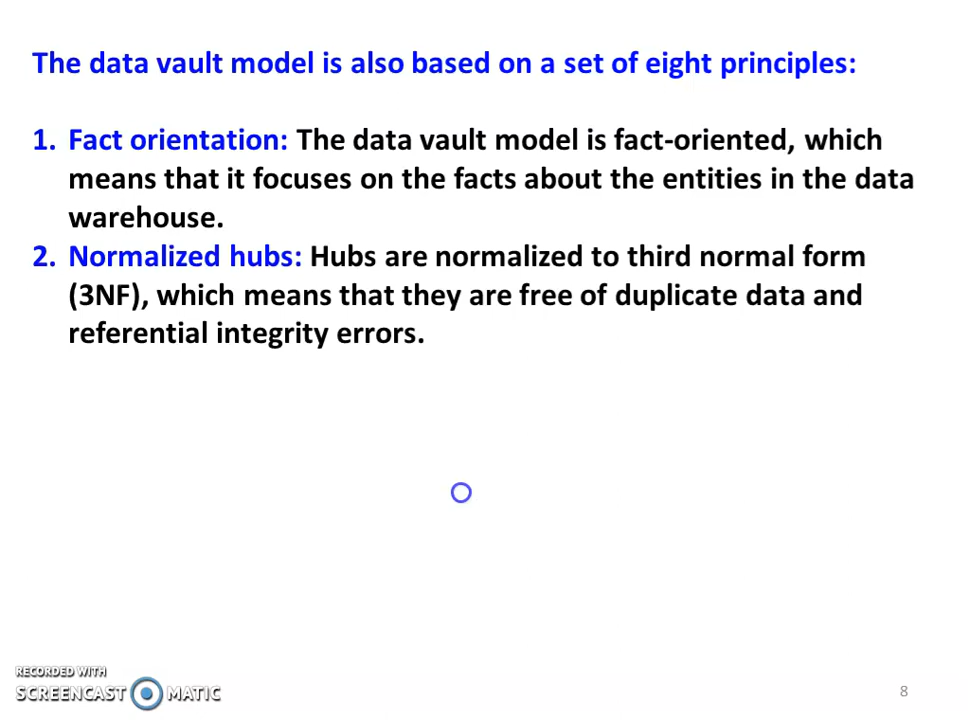 The data vault model is also based on a set of eight principles:
1. Fact orientation: The data vault model is fact-oriented, which
means that it focuses on the facts about the entities in the data
warehouse.
2. Normalized hubs: Hubs are normalized to third normal form
(3NF), which means that they are free of duplicate data and
referential integrity errors.
RECORDED WITH
SCREENCAST MATIC
8